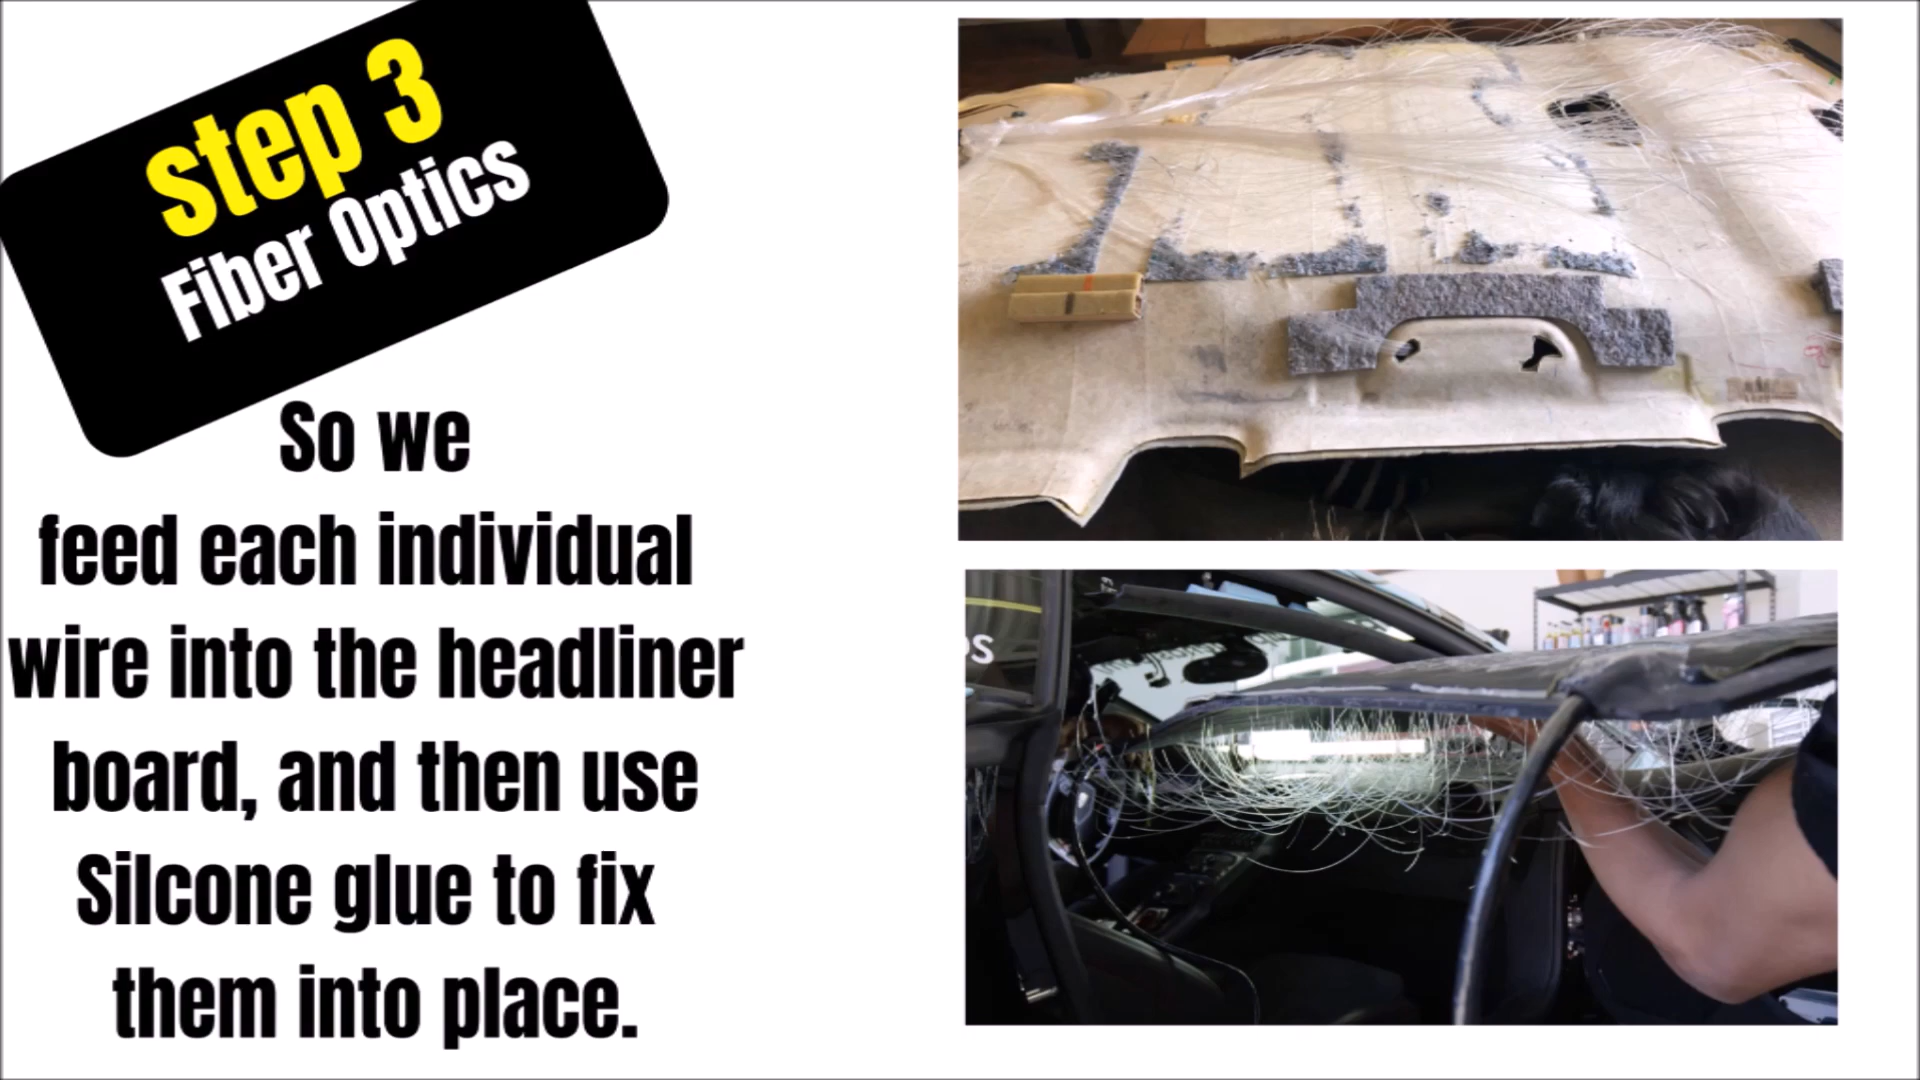 step 3
Fiber Optics
So we
feed each individual
wire into the headliner
board, and then use
Silcone glue to fix
them into place.